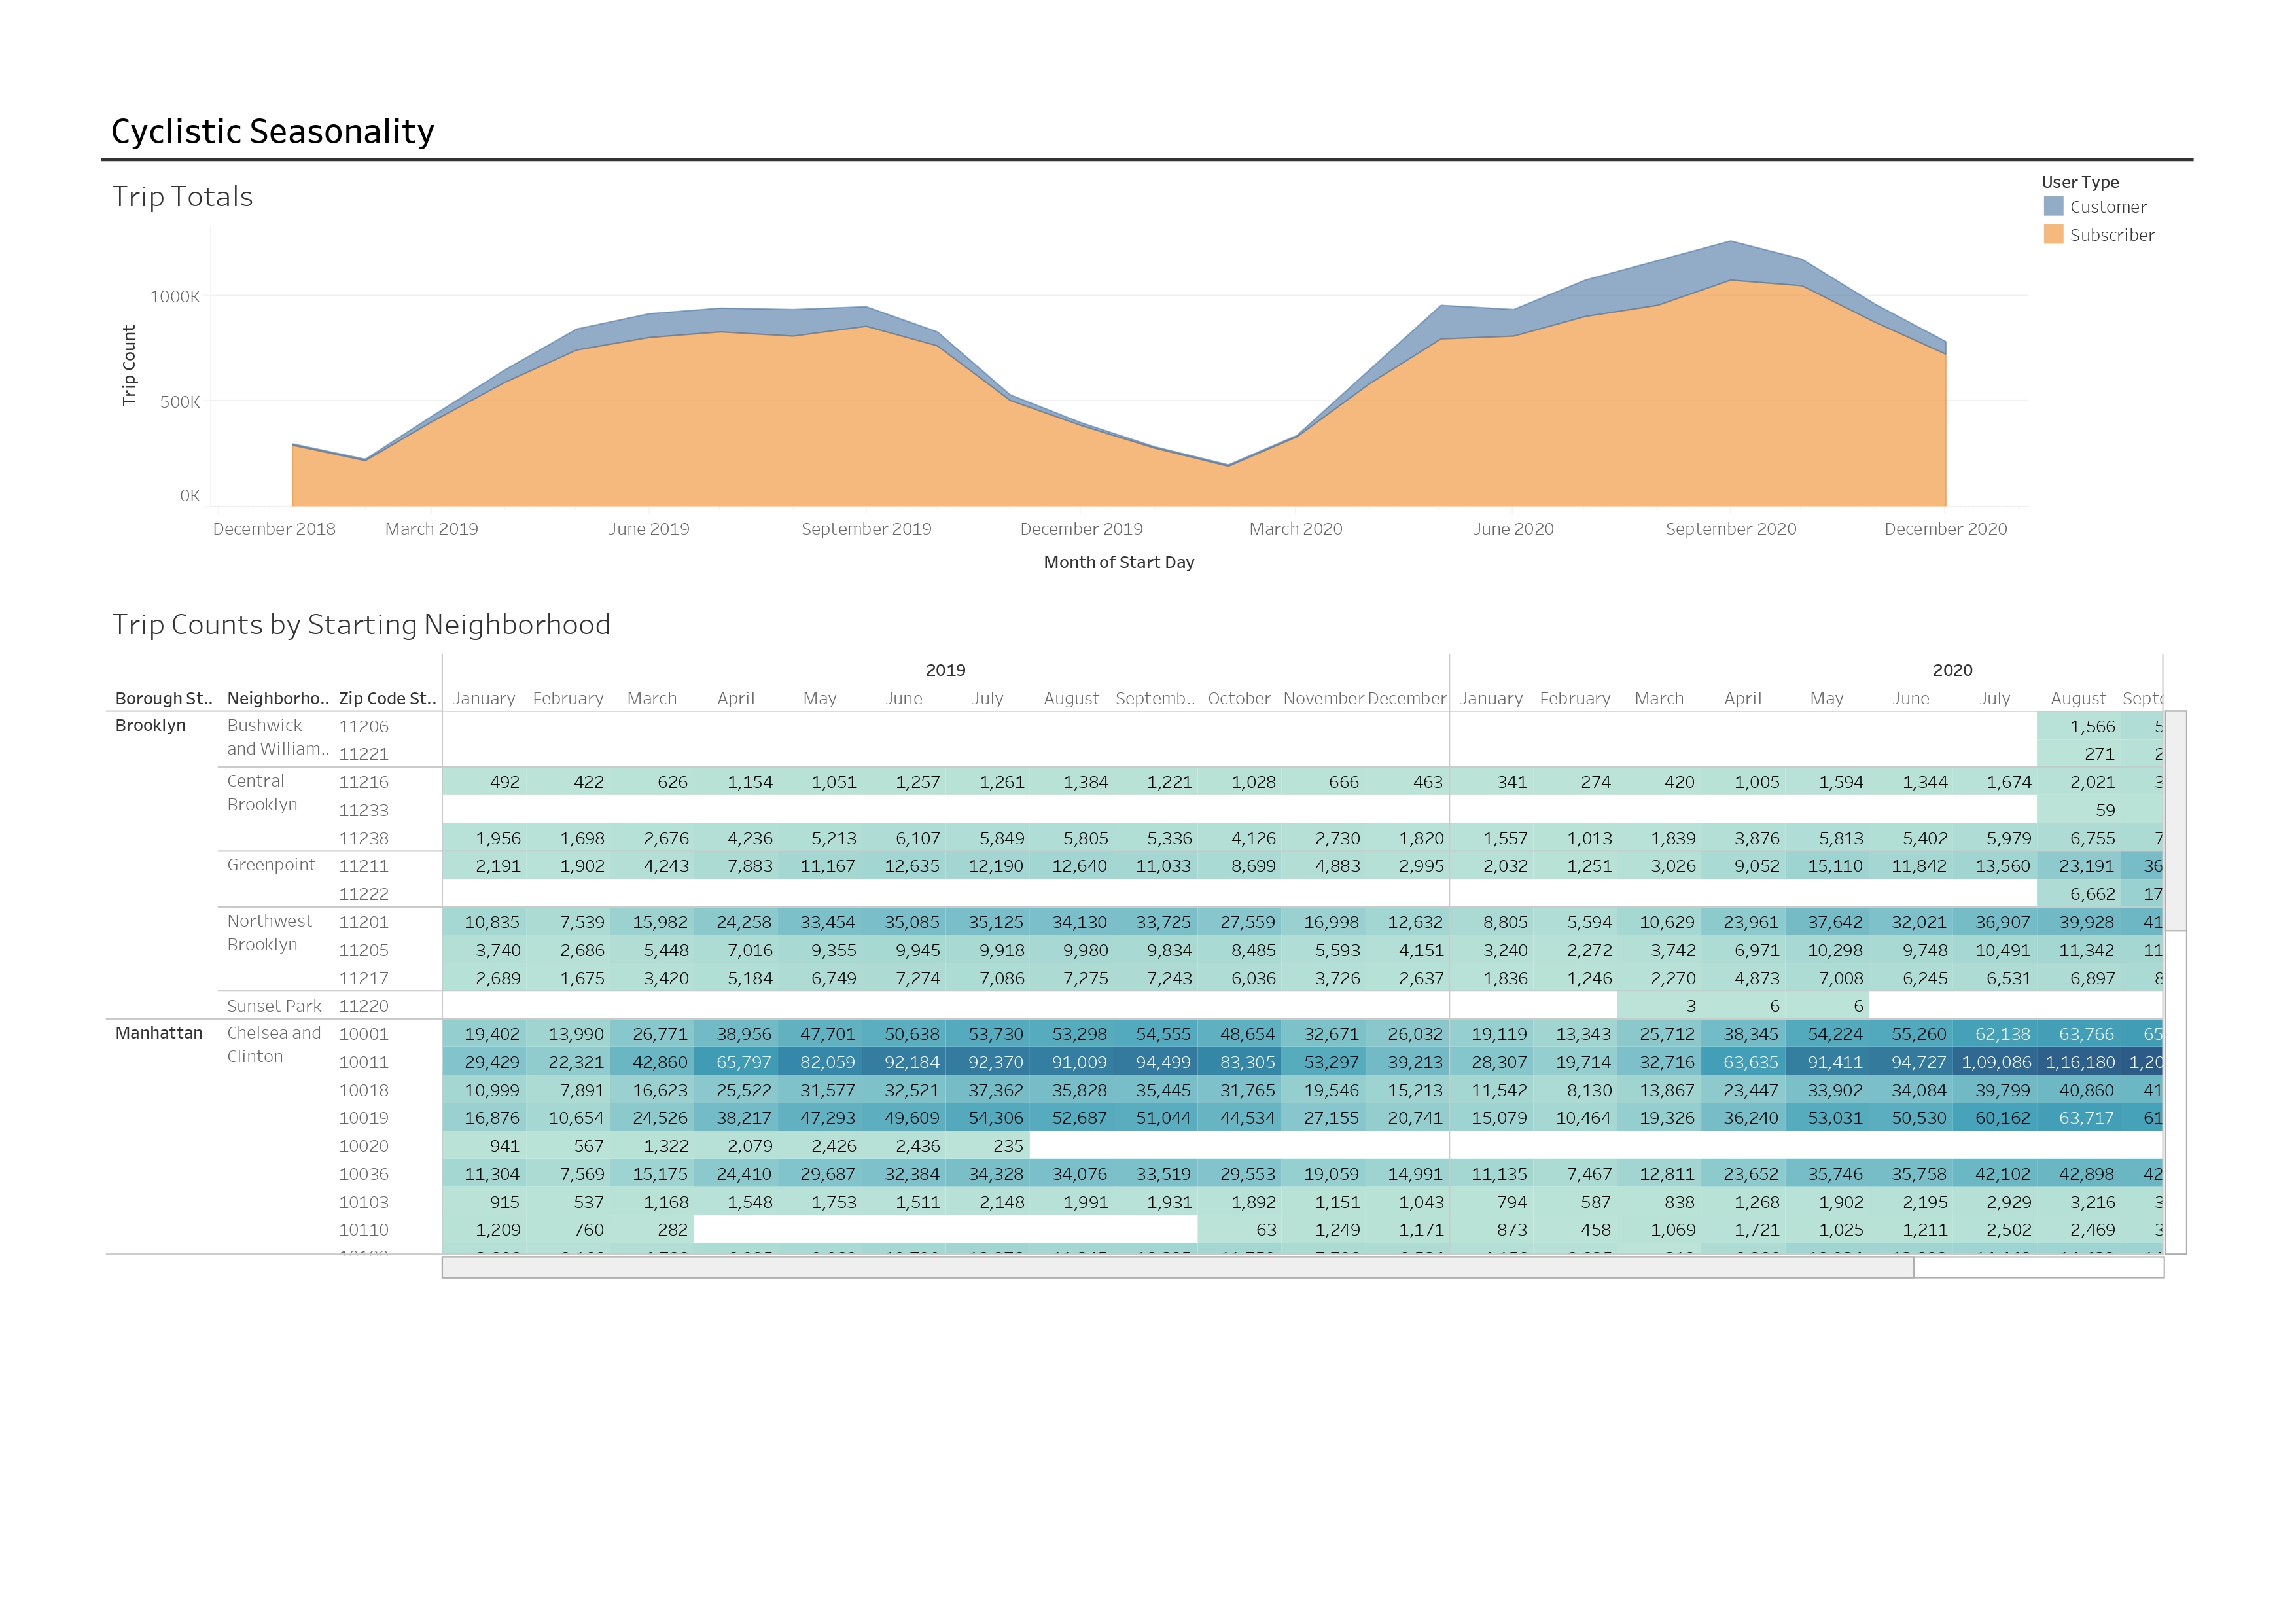 Cyclistic Seasonality
Trip Totals
User Type
Customer
Subscriber
1000K
500K
0K
Trip Count
December 2018 March 2019 June 2019 September 2019 December 2019 March 2020 June 2020 September 2020 December 2020
Month of Start Day
Trip Counts by Starting Neighborhood
2019 2020
Borough St.. Neighborho.. Zip Code St.. January February March April May June July August Septemb.. October November December January February March April May June July August Septe
Brooklyn Bushwick and William.. 11206 1,566 5
11221 271 2
Central Brooklyn 11216 492 422 626 1,154 1,051 1,257 1,261 1,384 1,221 1,028 666 463 341 274 420 1,005 1,594 1,344 1,674 2,021 3
11233 59
11238 1,956 1,698 2,676 4,236 5,213 6,107 5,849 5,805 5,336 4,126 2,730 1,820 1,557 1,013 1,839 3,876 5,813 5,402 5,979 6,755 7
Greenpoint 11211 2,191 1,902 4,243 7,883 11,167 12,635 12,190 12,640 11,033 8,699 4,883 2,995 2,032 1,251 3,026 9,052 15,110 11,842 13,560 23,191 36
11222 6,662 17
Northwest Brooklyn 11201 10,835 7,539 15,982 24,258 33,454 35,085 35,125 34,130 33,725 27,559 16,998 12,632 8,805 5,594 10,629 23,961 37,642 32,021 36,907 39,928 41
11205 3,740 2,686 5,448 7,016 9,355 9,945 9,918 9,980 9,834 8,485 5,593 4,151 3,240 2,272 3,742 6,971 10,298 9,748 10,491 11,342 11
11217 2,689 1,675 3,420 5,184 6,749 7,274 7,086 7,275 7,243 6,036 3,726 2,637 1,836 1,246 2,270 4,873 7,008 6,245 6,531 6,897 8
Sunset Park 11220 3 6 6
Manhattan Chelsea and Clinton 10001 19,402 13,990 26,771 38,956 47,701 50,638 53,730 53,298 54,555 48,654 32,671 26,032 19,119 13,343 25,712 38,345 54,224 55,260 62,138 63,766 65
10011 29,429 22,321 42,860 65,797 82,059 92,184 92,370 91,009 94,499 83,305 53,297 39,213 28,307 19,714 32,716 63,635 91,411 94,727 1,09,086 1,16,180 1,20
10018 10,999 7,891 16,623 25,522 31,577 32,521 37,362 35,828 35,445 31,765 19,546 15,213 11,542 8,130 13,867 23,447 33,902 34,084 39,799 40,860 41
10019 16,876 10,654 24,526 38,217 47,293 49,609 54,306 52,687 51,044 44,534 27,155 20,741 15,079 10,464 19,326 36,240 53,031 50,530 60,162 63,717 61
10020 941 567 1,322 2,079 2,426 2,436 235
10036 11,304 7,569 15,175 24,410 29,687 32,384 34,328 34,076 33,519 29,553 19,059 14,991 11,135 7,467 12,811 23,652 35,746 35,758 42,102 42,898 42
10103 915 537 1,168 1,548 1,753 1,511 2,148 1,991 1,931 1,892 1,151 1,043 794 587 838 1,268 1,902 2,195 2,929 3,216 3
10110 1,209 760 282 63 1,249 1,171 873 458 1,069 1,721 1,025 1,211 2,502 2,469 3